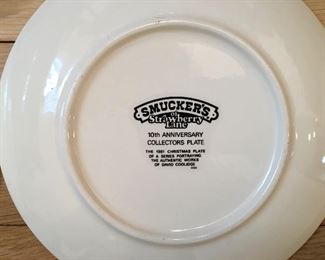 SMUCKER'S
on
Strawberry
Lane
10th ANNIVERSARY
COLLECTORS PLATE
THE 1981 CHRISTMAS PLATE
OF A SERIES PORTRAYING
THE AUTHENTIC WORKS
OF DAVID COOLIDGE